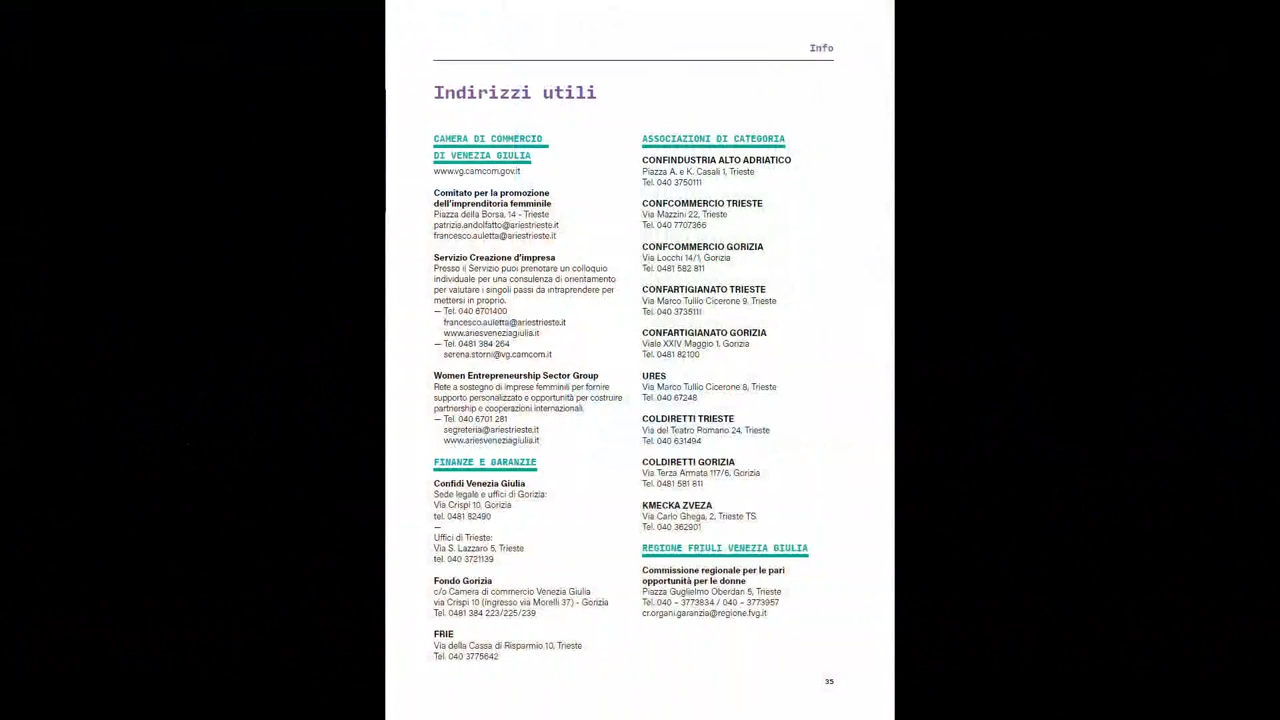 Info
Indirizzi utili
CAMERA DI COMMERCIO
DI VENEZIA GIULIA
www.vg.camcom.gov.it
Comitato per la promozione
dell'imprenditoria femminile
Piazza della Borsa, 14 - Trieste
patrizia.andolfatto@ariestrieste.it
francesco.auletta@ariestrieste.it
Servizio Creazione d'impresa
Presso il Servizio puoi prenotare un colloquio
individuale per una consulenza di orientamento
per valutare i singoli passi da intraprendere per
mettersi in proprio.
— Tel. 040 6701400
francesco.auletta@ariestrieste.it
www.ariesveneziagiulia.it
— Tel. 0481 384 264
serena.storni@vg.camcom.it
Women Entrepreneurship Sector Group
Rete a sostegno di imprese femminili per fornire
supporto personalizzato e opportunità per costruire
partnership e cooperazioni internazionali.
— Tel. 040 6701 281
segreteria@ariestrieste.it
www.ariesveneziagiulia.it
FINANZE E GARANZIE
Confidi Venezia Giulia
Sede legale e uffici di Gorizia:
Via Crispi 10, Gorizia
tel. 0481 82490
—
Uffici di Trieste:
Via S. Lazzaro 5, Trieste
tel. 040 3721139
Fondo Gorizia
c/o Camera di commercio Venezia Giulia
via Crispi 10 (ingresso via Morelli 37) - Gorizia
Tel. 0481 384 223/225/239
FRIE
Via della Cassa di Risparmio 10, Trieste
Tel. 040 3775642
ASSOCIAZIONI DI CATEGORIA
CONFINDUSTRIA ALTO ADRIATICO
Piazza A. e K. Casali 1, Trieste
Tel. 040 3750111
CONFCOMMERCIO TRIESTE
Via Mazzini 22, Trieste
Tel. 040 7707366
CONFCOMMERCIO GORIZIA
Via Locchi 14/1, Gorizia
Tel. 0481 582 811
CONFARTIGIANATO TRIESTE
Via Marco Tullio Cicerone 9, Trieste
Tel. 040 3735111
CONFARTIGIANATO GORIZIA
Viale XXIV Maggio 1, Gorizia
Tel. 0481 82100
URES
Via Marco Tullio Cicerone 8, Trieste
Tel. 040 67248
COLDIRETTI TRIESTE
Via del Teatro Romano 24, Trieste
Tel. 040 631494
COLDIRETTI GORIZIA
Via Terza Armata 117/6, Gorizia
Tel. 0481 581 811
KMECKA ZVEZA
Via Carlo Ghega, 2, Trieste TS
Tel. 040 362901
REGIONE FRIULI VENEZIA GIULIA
Commissione regionale per le pari
opportunità per le donne
Piazza Guglielmo Oberdan 5, Trieste
Tel. 040 – 3773834 / 040 – 3773957
cr.organi.garanzia@regione.fvg.it
35